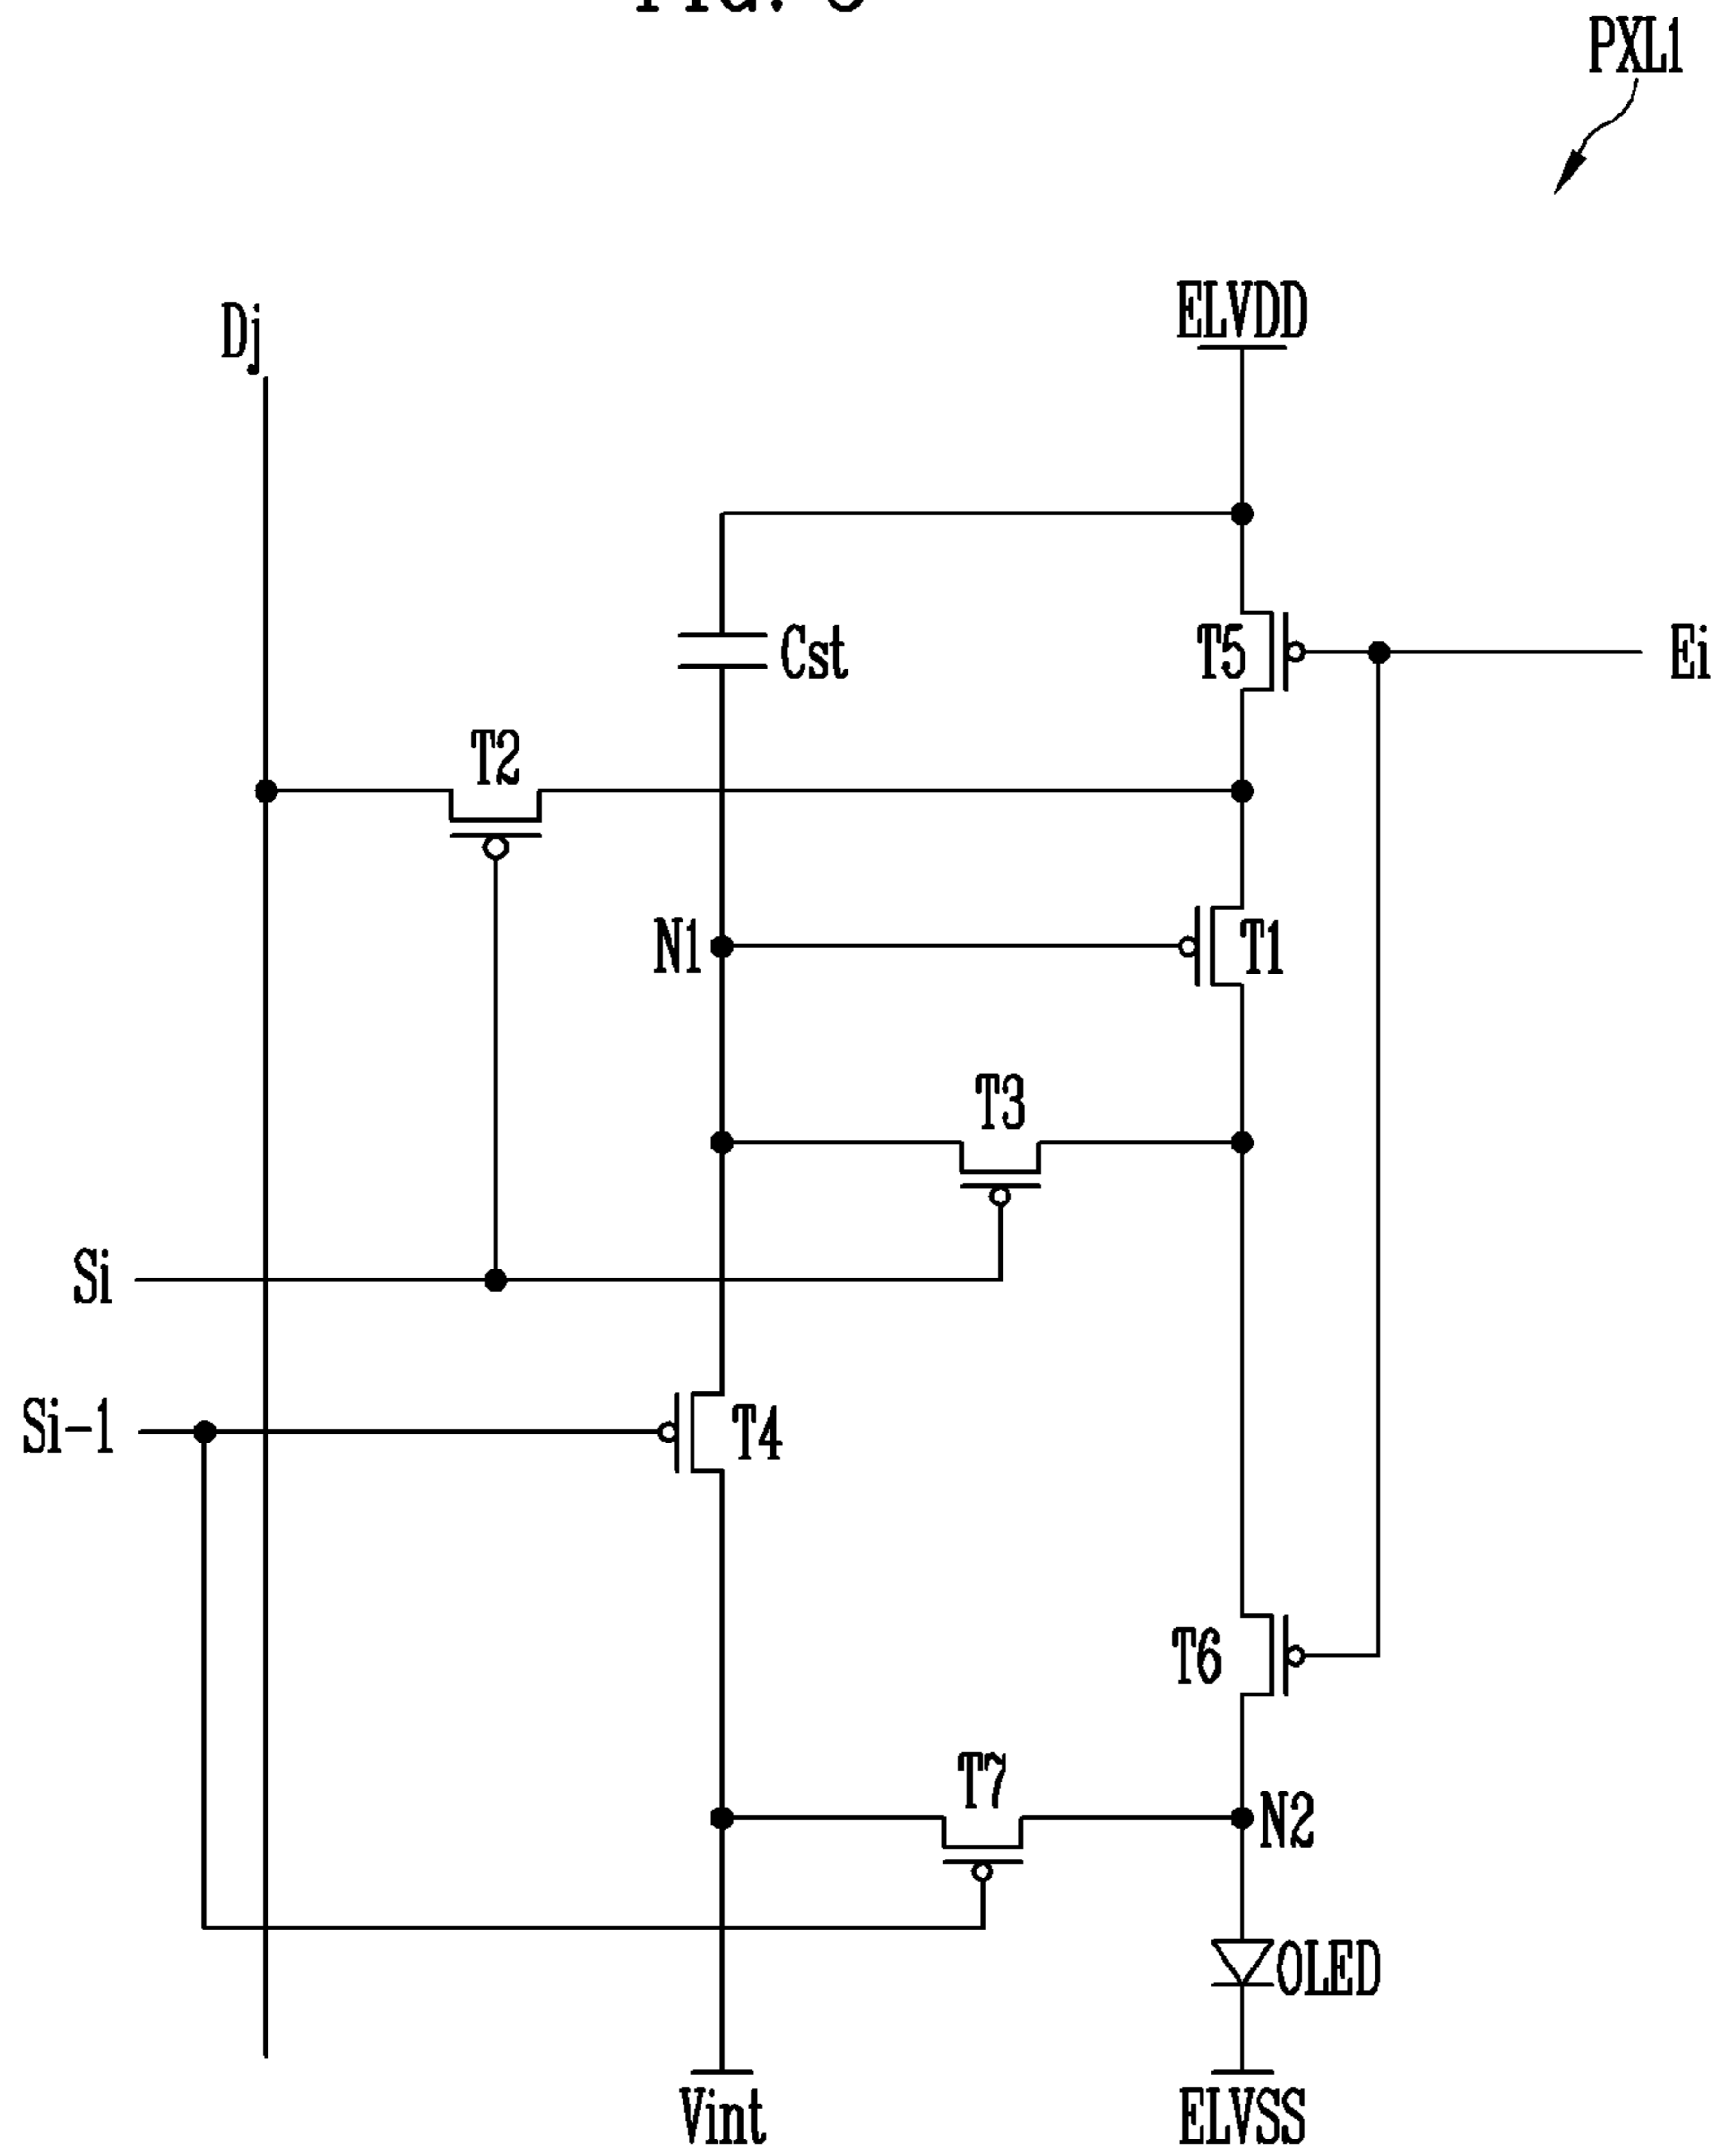 PXL1
ELVDD
Dj
Cst
T5
Ei
T2
N1
T1
T3
Si
Si-1
T4
T6
T7
N2
OLED
Vint
ELVSS